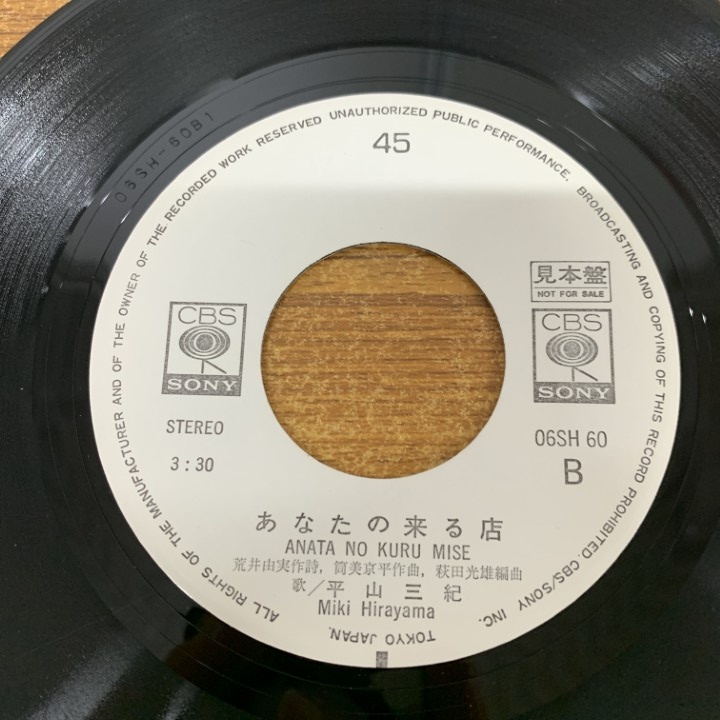 ALL RIGHTS OF THE MANUFACTURER AND OF THE OWNER OF THE RECORDED WORK RESERVED UNAUTHORIZED PUBLIC PERFORMANCE. BROADCASTING AND COPYING OF THIS RECORD PROHIBITED. CBS/SONY INC.
TOKYO JAPAN.
06SH-60B1
45
見本盤
NOT FOR SALE
CBS
SONY
CBS
SONY
STEREO
3:30
06SH 60
B
あなたの来る店
ANATA NO KURU MISE
荒井由実作詩, 筒美京平作曲, 萩田光雄編曲
歌/平山三紀
Miki Hirayama